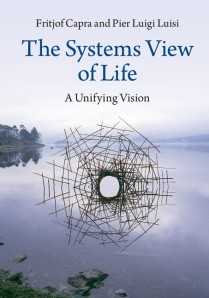 Fritjof Capra and Pier Luigi Luisi
The Systems View
of Life
A Unifying Vision